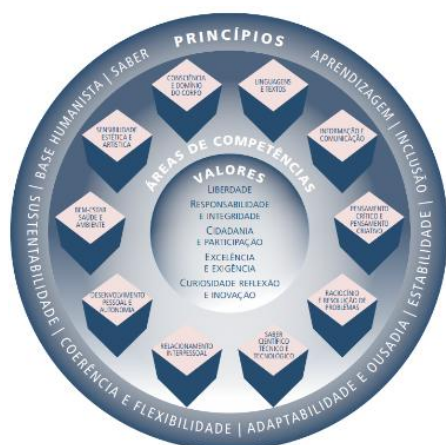 PRINCÍPIOS
BASE HUMANISTA | SABER
APRENDIZAGEM | INCLUSÃO | ESTABILIDADE |
ADAPTABILIDADE E OUSADIA |
COERÊNCIA E FLEXIBILIDADE |
SUSTENTABILIDADE |
ÁREAS DE COMPETÊNCIAS
CONSCIÊNCIA
E DOMÍNIO
DO CORPO
LINGUAGENS
E TEXTOS
INFORMAÇÃO E
COMUNICAÇÃO
PENSAMENTO
CRÍTICO E
PENSAMENTO
CRIATIVO
RACIOCÍNIO
E RESOLUÇÃO DE
PROBLEMAS
SABER
CIENTÍFICO
TÉCNICO E
TECNOLÓGICO
RELACIONAMENTO
INTERPESSOAL
DESENVOLVIMENTO
PESSOAL E
AUTONOMIA
BEM-ESTAR
SAÚDE E
AMBIENTE
SENSIBILIDADE
ESTÉTICA E
ARTÍSTICA
VALORES
LIBERDADE
RESPONSABILIDADE
E INTEGRIDADE
CIDADANIA
E PARTICIPAÇÃO
EXCELÊNCIA
E EXIGÊNCIA
CURIOSIDADE REFLEXÃO
E INOVAÇÃO